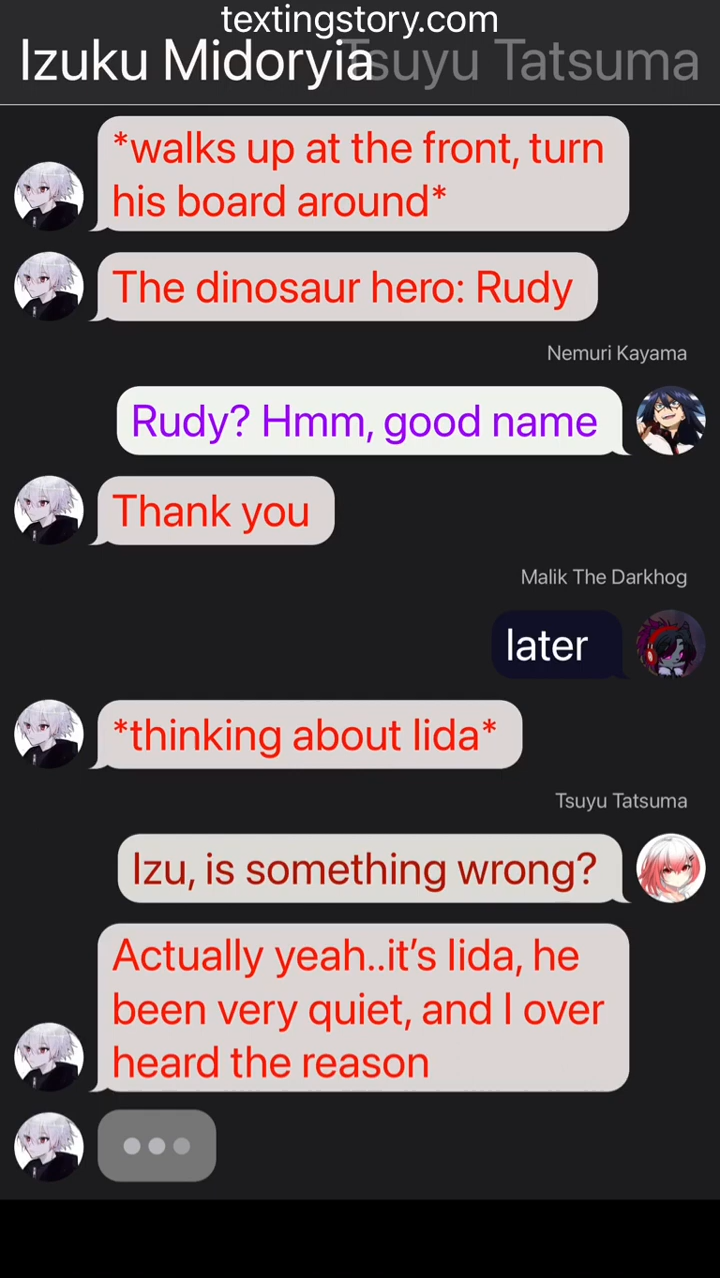 textingstory.com
Izuku Midoryia
Tsuyu Tatsuma
*walks up at the front, turn
his board around*
The dinosaur hero: Rudy
Nemuri Kayama
Rudy? Hmm, good name
Thank you
Malik The Darkhog
later
*thinking about Iida*
Tsuyu Tatsuma
Izu, is something wrong?
Actually yeah..it’s Iida, he
been very quiet, and I over
heard the reason